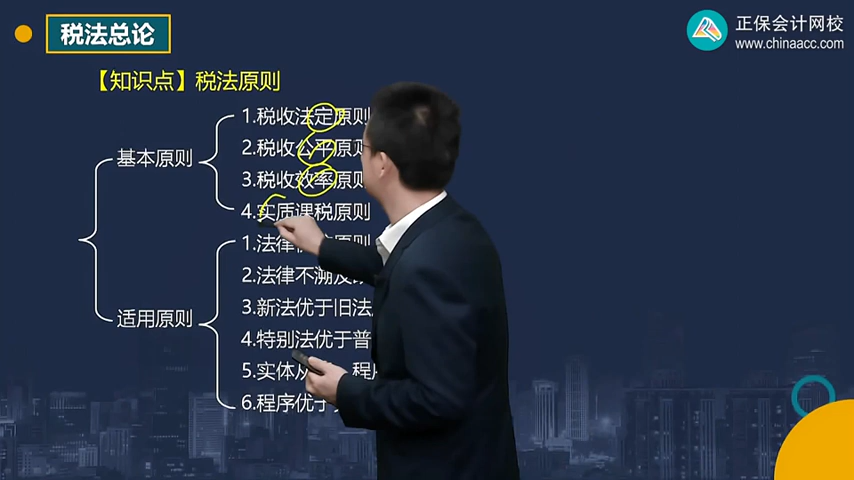 税法总论
正保会计网校
www.chinaacc.com
【知识点】税法原则
基本原则
1.税收法定原则
2.税收公平原则
3.税收效率原则
4.实质课税原则
适用原则
1.法律
2.法律不溯及
3.新法优于旧法
4.特别法优于普
5.实体从 程序
6.程序优于